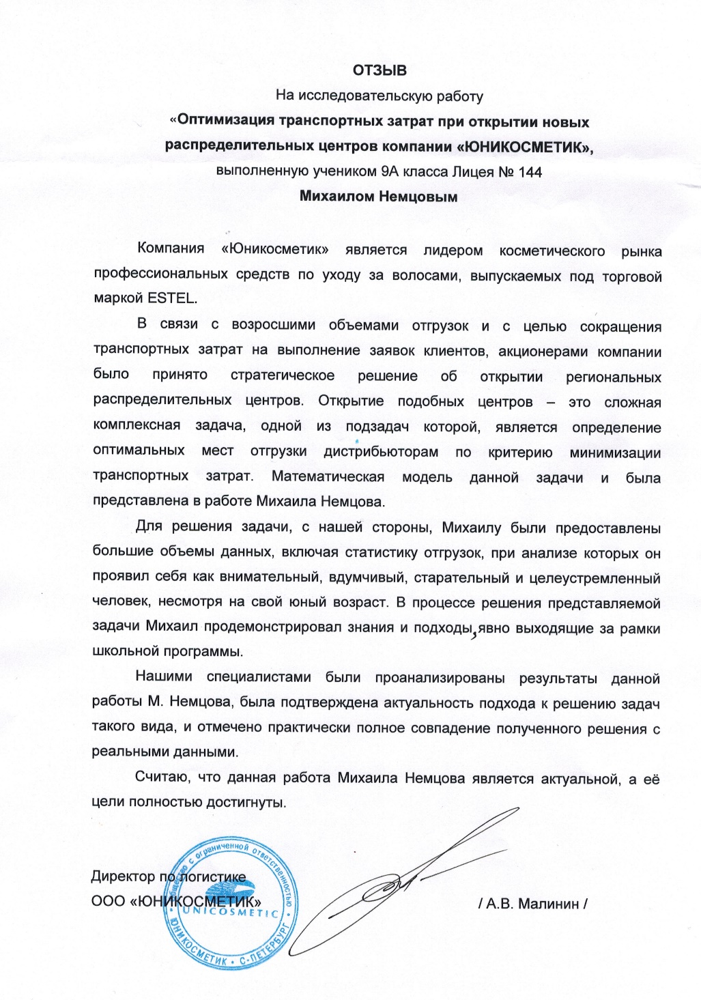 ОТЗЫВ
На исследовательскую работу
«Оптимизация транспортных затрат при открытии новых
распределительных центров компании «ЮНИКОСМЕТИК»,
выполненную учеником 9А класса Лицея № 144
Михаилом Немцовым
Компания «Юникосметик» является лидером косметического рынка
профессиональных средств по уходу за волосами, выпускаемых под торговой
маркой ESTEL.
В связи с возросшими объемами отгрузок и с целью сокращения
транспортных затрат на выполнение заявок клиентов, акционерами компании
было принято стратегическое решение об открытии региональных
распределительных центров. Открытие подобных центров – это сложная
комплексная задача, одной из подзадач которой, является определение
оптимальных мест отгрузки дистрибьюторам по критерию минимизации
транспортных затрат. Математическая модель данной задачи и была
представлена в работе Михаила Немцова.
Для решения задачи, с нашей стороны, Михаилу были предоставлены
большие объемы данных, включая статистику отгрузок, при анализе которых он
проявил себя как внимательный, вдумчивый, старательный и целеустремленный
человек, несмотря на свой юный возраст. В процессе решения представляемой
задачи Михаил продемонстрировал знания и подходы, явно выходящие за рамки
школьной программы.
Нашими специалистами были проанализированы результаты данной
работы М. Немцова, была подтверждена актуальность подхода к решению задач
такого вида, и отмечено практически полное совпадение полученного решения с
реальными данными.
Считаю, что данная работа Михаила Немцова является актуальной, а её
цели полностью достигнуты.
Директор по логистике
ООО «ЮНИКОСМЕТИК»
/ А.В. Малинин /
общество с ограниченной ответственностью
UNICOSMETIC
ЮНИКОСМЕТИК • С-ПЕТЕРБУРГ •